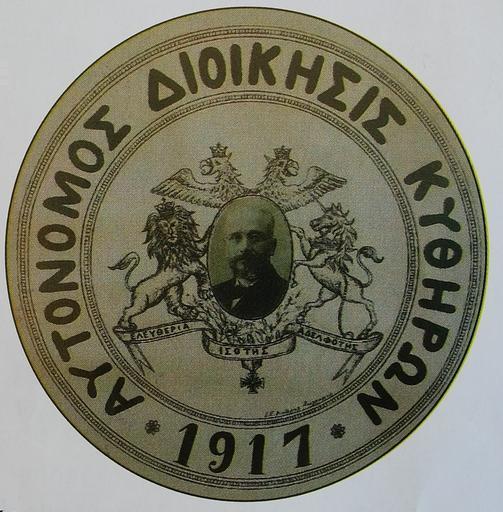 ΑΥΤΟΝΟΜΟΣ ΔΙΟΙΚΗΣΙΣ ΚΥΘΗΡΩΝ
ΕΛΕΥΘΕΡΙΑ
ΙΣΟΤΗΣ
ΑΔΕΛΦΟΤΗΣ
1917